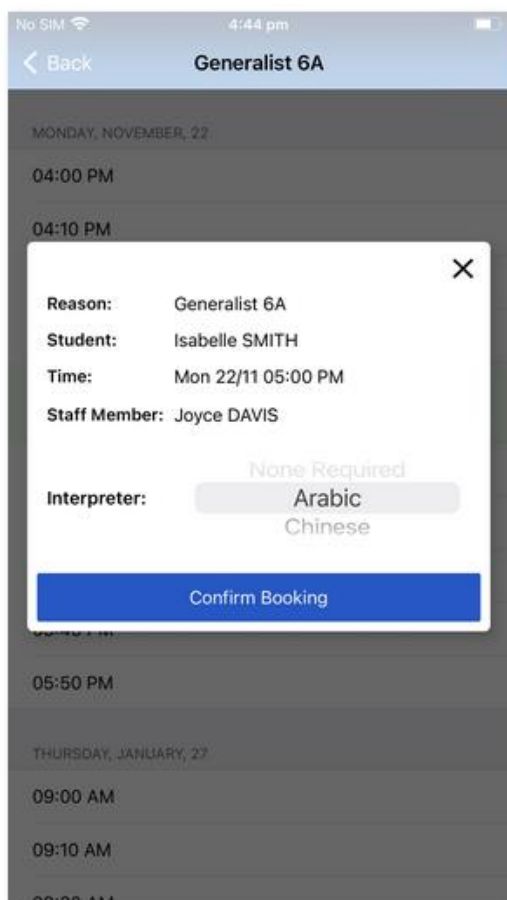 No SIM 4:44 pm
Back Generalist 6A
MONDAY, NOVEMBER, 22
04:00 PM
04:10 PM
Reason: Generalist 6A
Student: Isabelle SMITH
Time: Mon 22/11 05:00 PM
Staff Member: Joyce DAVIS
None Required
Interpreter: Arabic
Chinese
Confirm Booking
05:50 PM
THURSDAY, JANUARY, 27
09:00 AM
09:10 AM